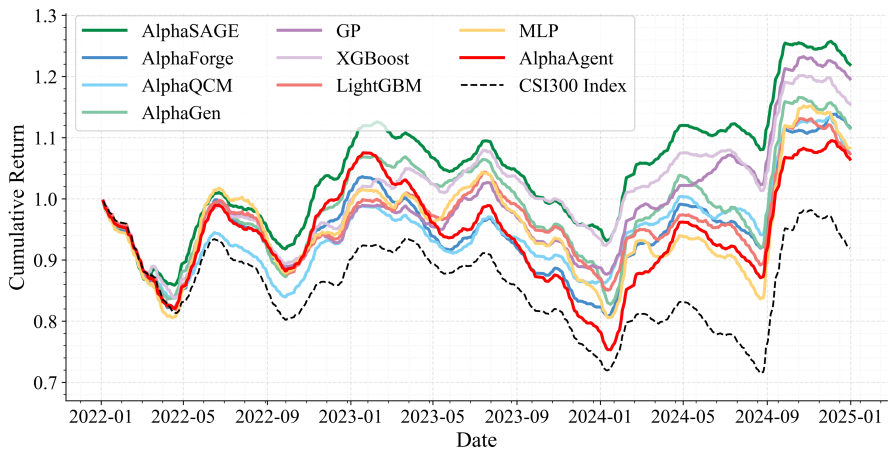 1.3
1.2
1.1
1.0
0.9
0.8
0.7
Cumulative Return
AlphaSAGE
AlphaForge
AlphaQCM
AlphaGen
GP
XGBoost
LightGBM
MLP
AlphaAgent
CSI300 Index
2022-01 2022-05 2022-09 2023-01 2023-05 2023-09 2024-01 2024-05 2024-09 2025-01
Date